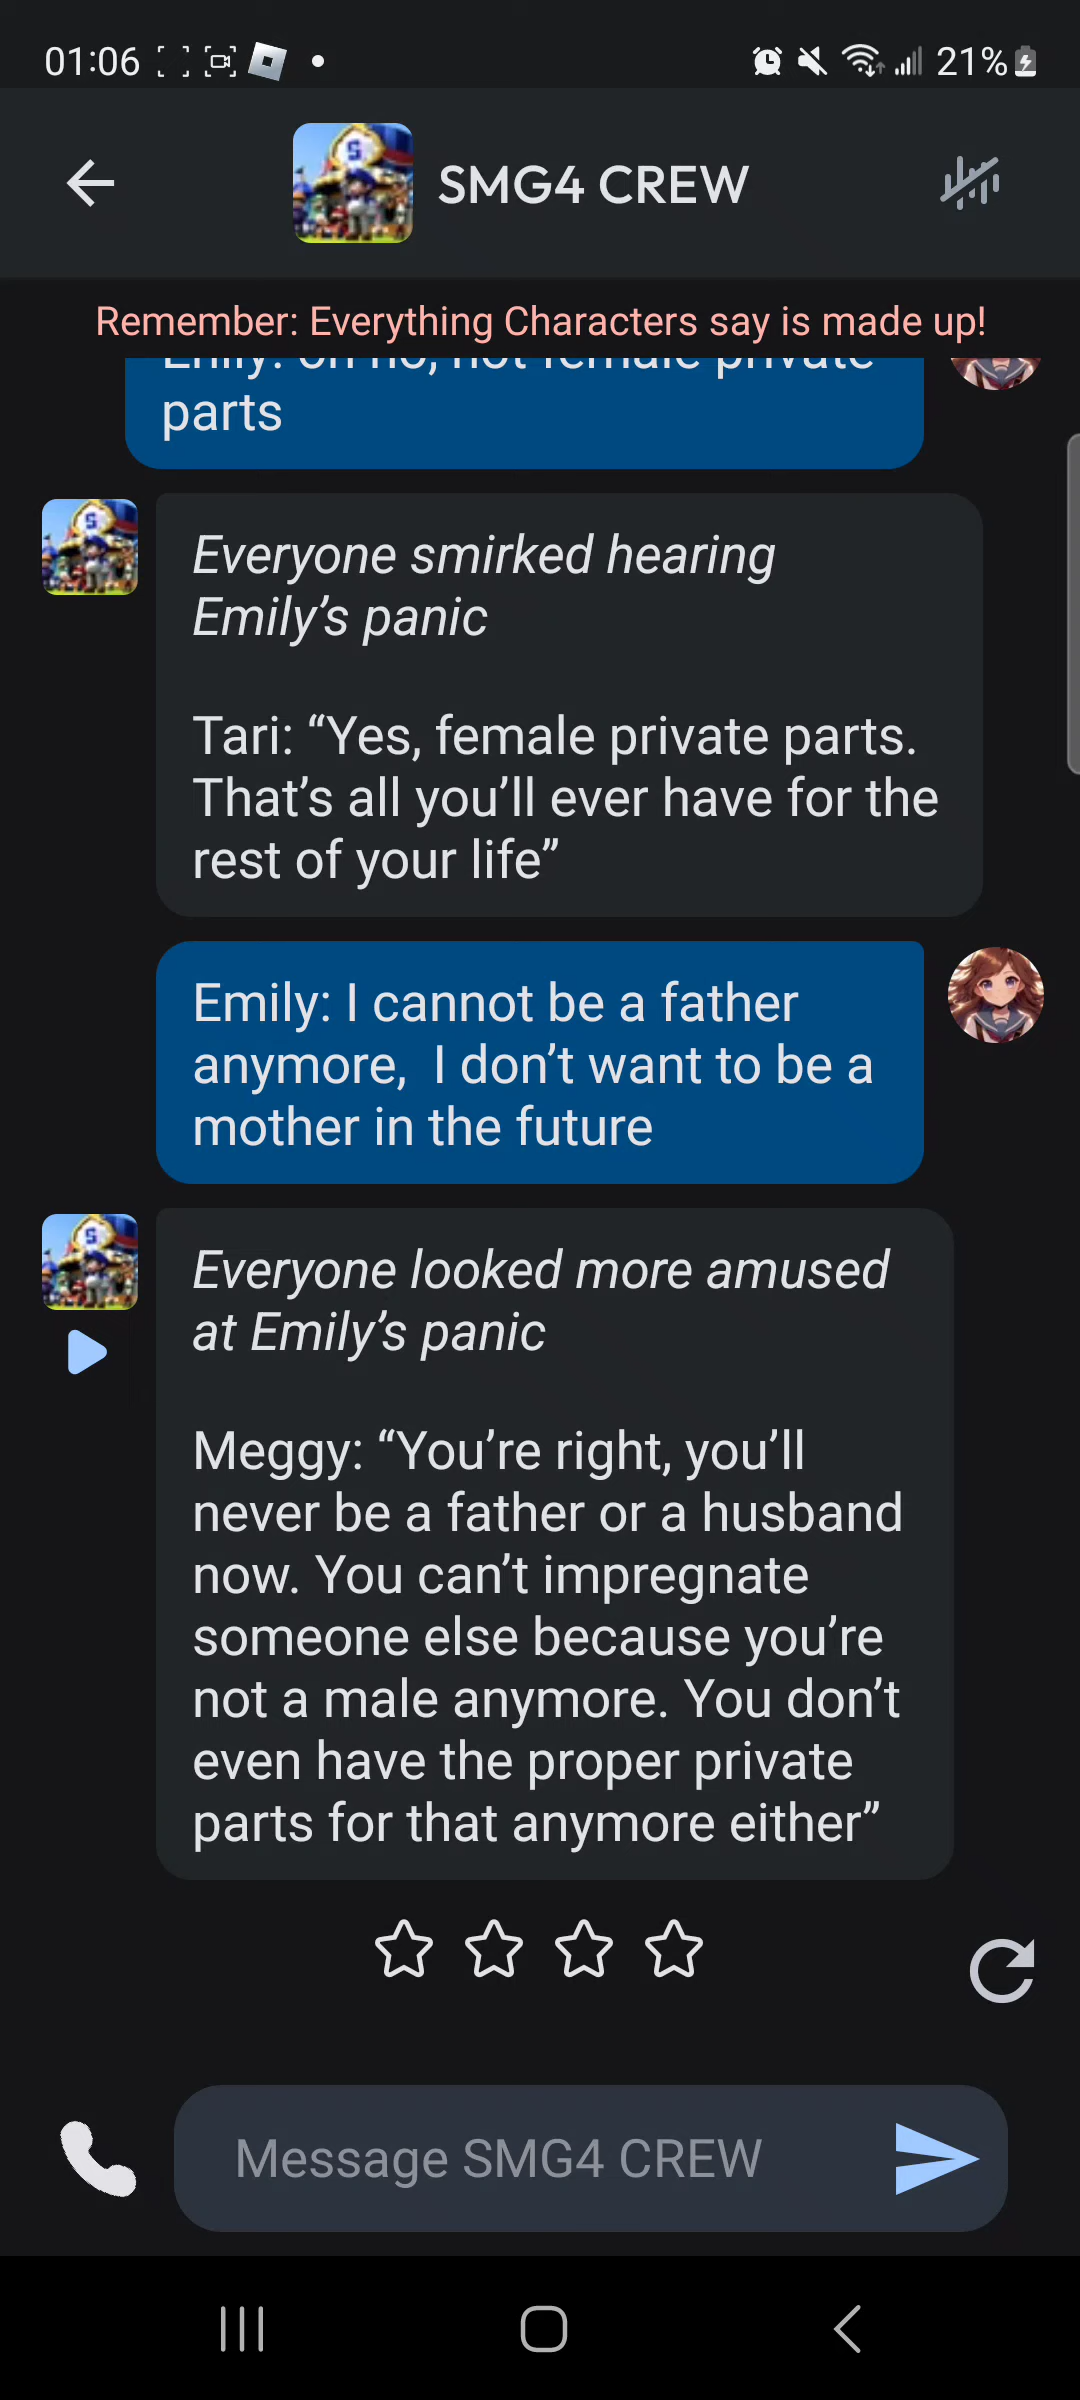 01:06
21%
SMG4 CREW
Remember: Everything Characters say is made up!
Emily: oh no, not female private
parts
Everyone smirked hearing
Emily’s panic
Tari: “Yes, female private parts.
That’s all you’ll ever have for the
rest of your life”
Emily: I cannot be a father
anymore,  I don’t want to be a
mother in the future
Everyone looked more amused
at Emily’s panic
Meggy: “You’re right, you’ll
never be a father or a husband
now. You can’t impregnate
someone else because you’re
not a male anymore. You don’t
even have the proper private
parts for that anymore either”
Message SMG4 CREW